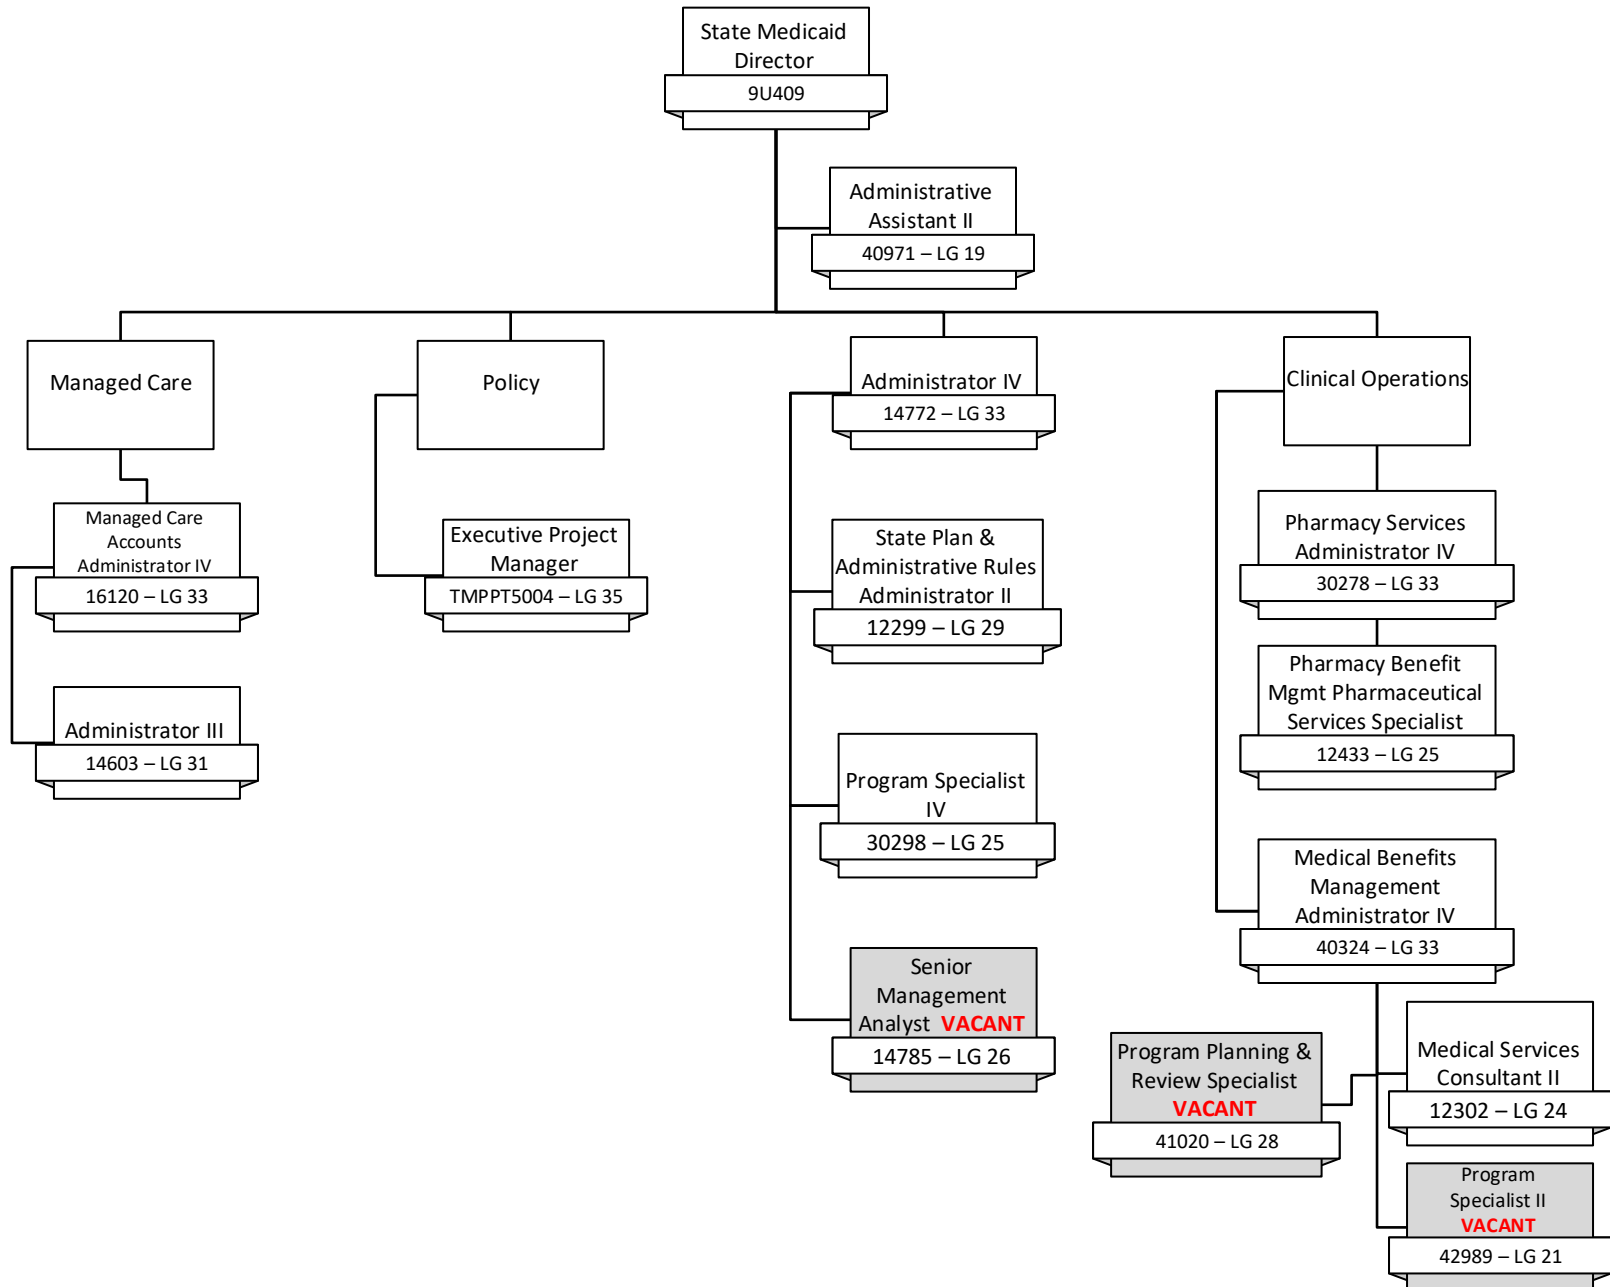 State Medicaid
Director
9U409
Administrative
Assistant II
40971 – LG 19
Managed Care
Policy
Administrator IV
14772 – LG 33
Clinical Operations
Managed Care
Accounts
Administrator IV
16120 – LG 33
Executive Project
Manager
TMPPT5004 – LG 35
State Plan &
Administrative Rules
Administrator II
12299 – LG 29
Pharmacy Services
Administrator IV
30278 – LG 33
Pharmacy Benefit
Mgmt Pharmaceutical
Services Specialist
12433 – LG 25
Administrator III
14603 – LG 31
Program Specialist
IV
30298 – LG 25
Medical Benefits
Management
Administrator IV
40324 – LG 33
Senior
Management
Analyst VACANT
14785 – LG 26
Program Planning &
Review Specialist
VACANT
41020 – LG 28
Medical Services
Consultant II
12302 – LG 24
Program
Specialist II
VACANT
42989 – LG 21